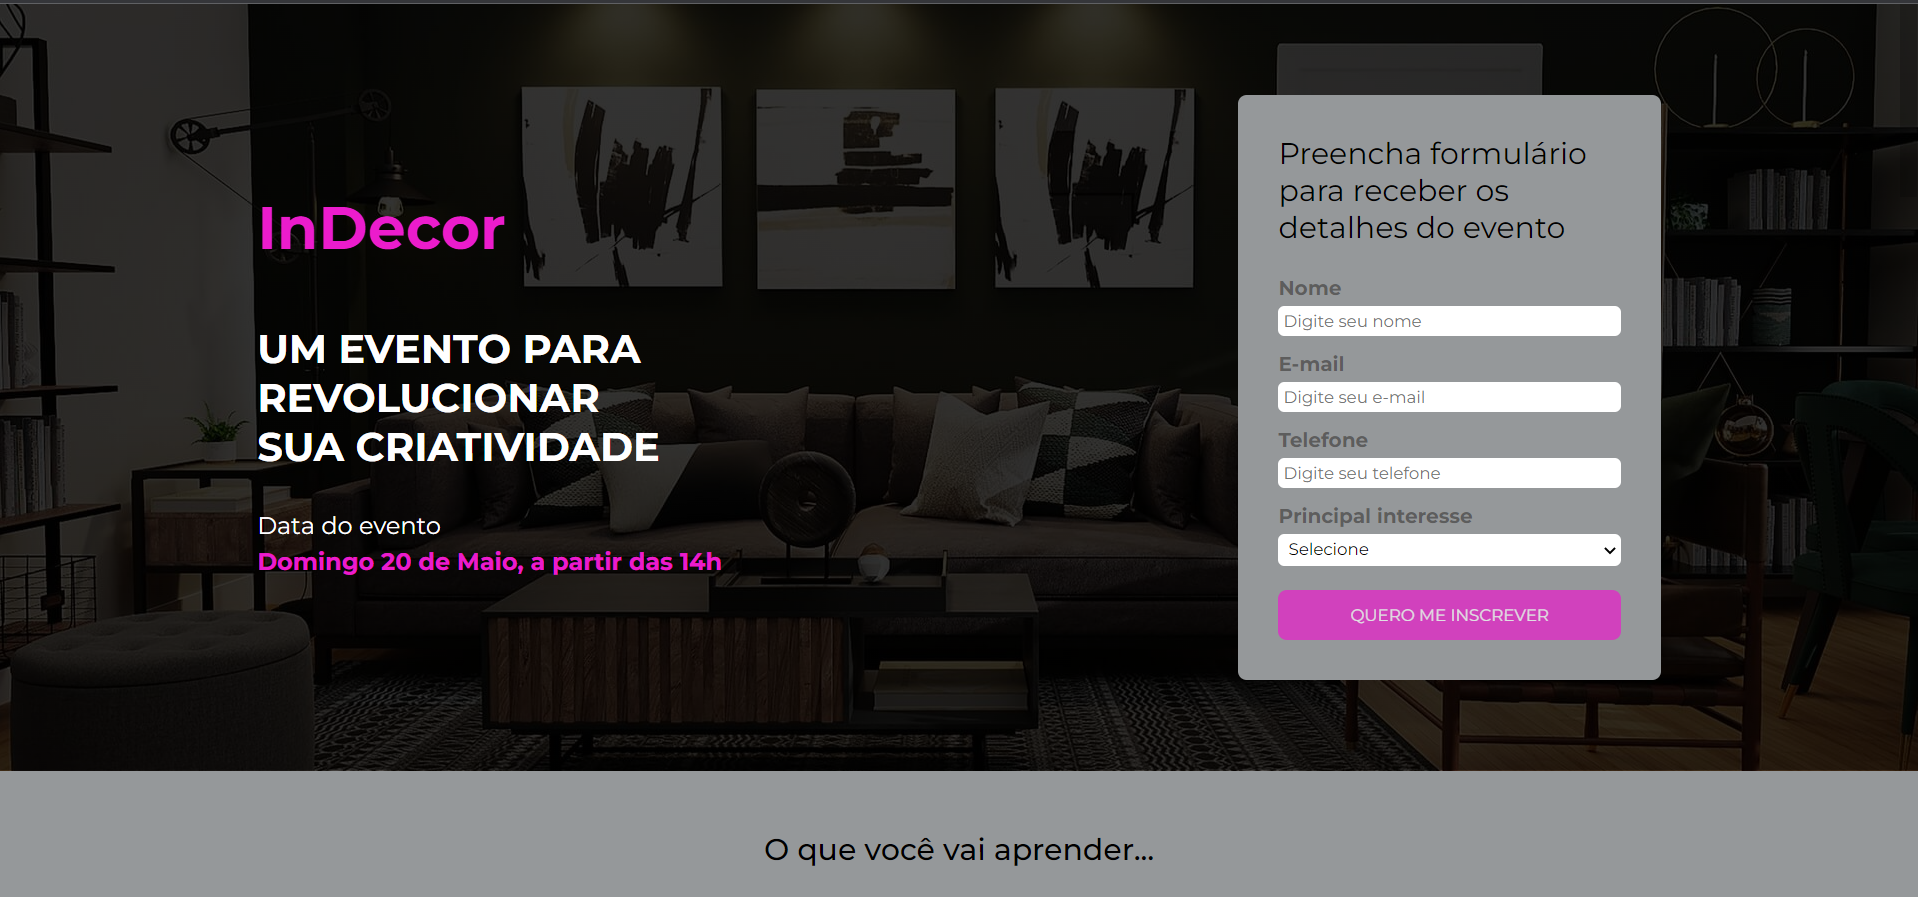 InDecor
UM EVENTO PARA
REVOLUCIONAR
SUA CRIATIVIDADE
Data do evento
Domingo 20 de Maio, a partir das 14h
Preencha formulário
para receber os
detalhes do evento
Nome
Digite seu nome
E-mail
Digite seu e-mail
Telefone
Digite seu telefone
Principal interesse
Selecione
QUERO ME INSCREVER
O que você vai aprender...